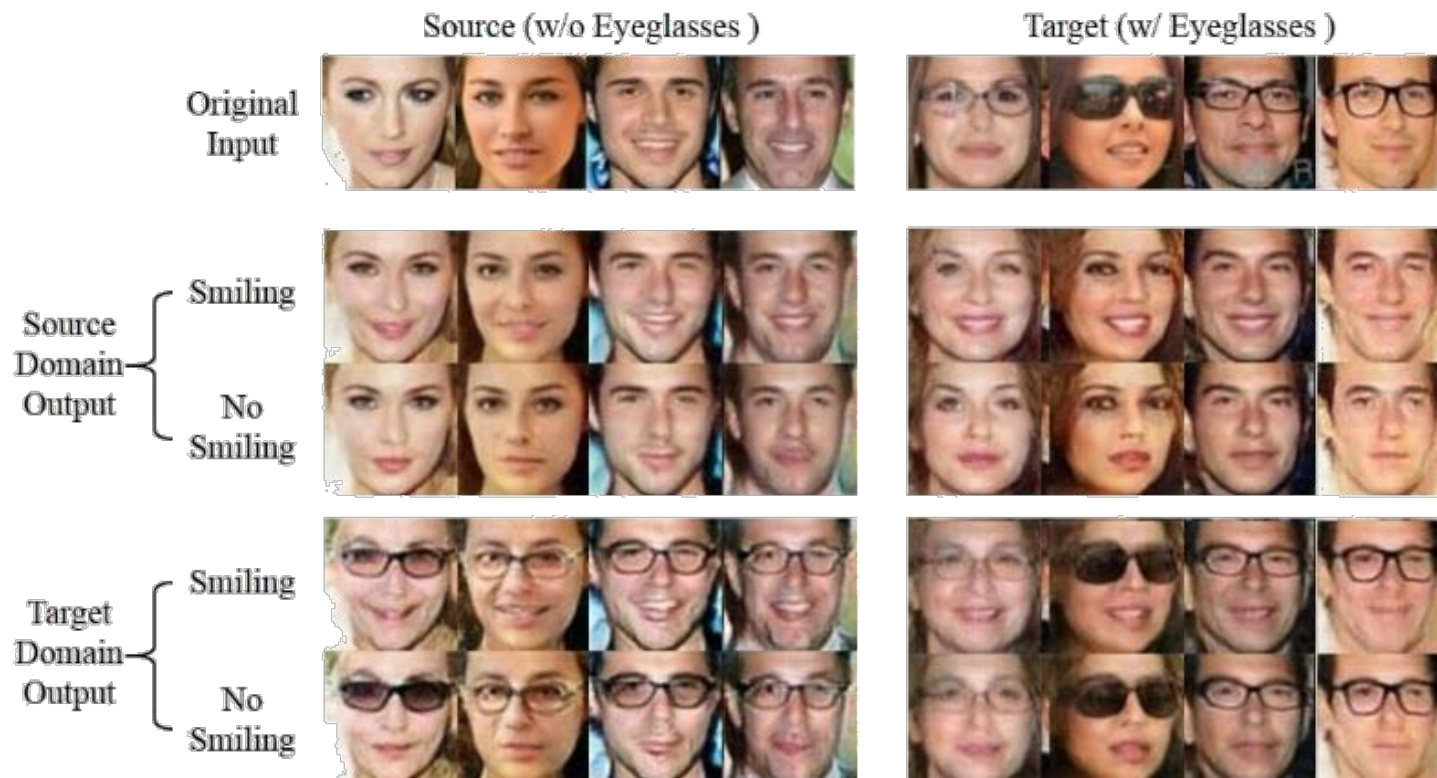 Source (w/o Eyeglasses )
Target (w/ Eyeglasses )
Original
Input
Source
Domain
Output
Smiling
No
Smiling
Target
Domain
Output
Smiling
No
Smiling